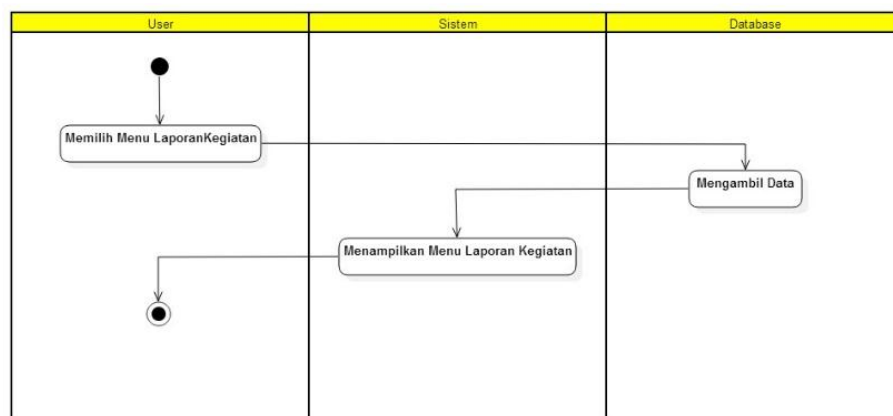 User
Sistem
Database
Memilih Menu LaporanKegiatan
Mengambil Data
Menampilkan Menu Laporan Kegiatan